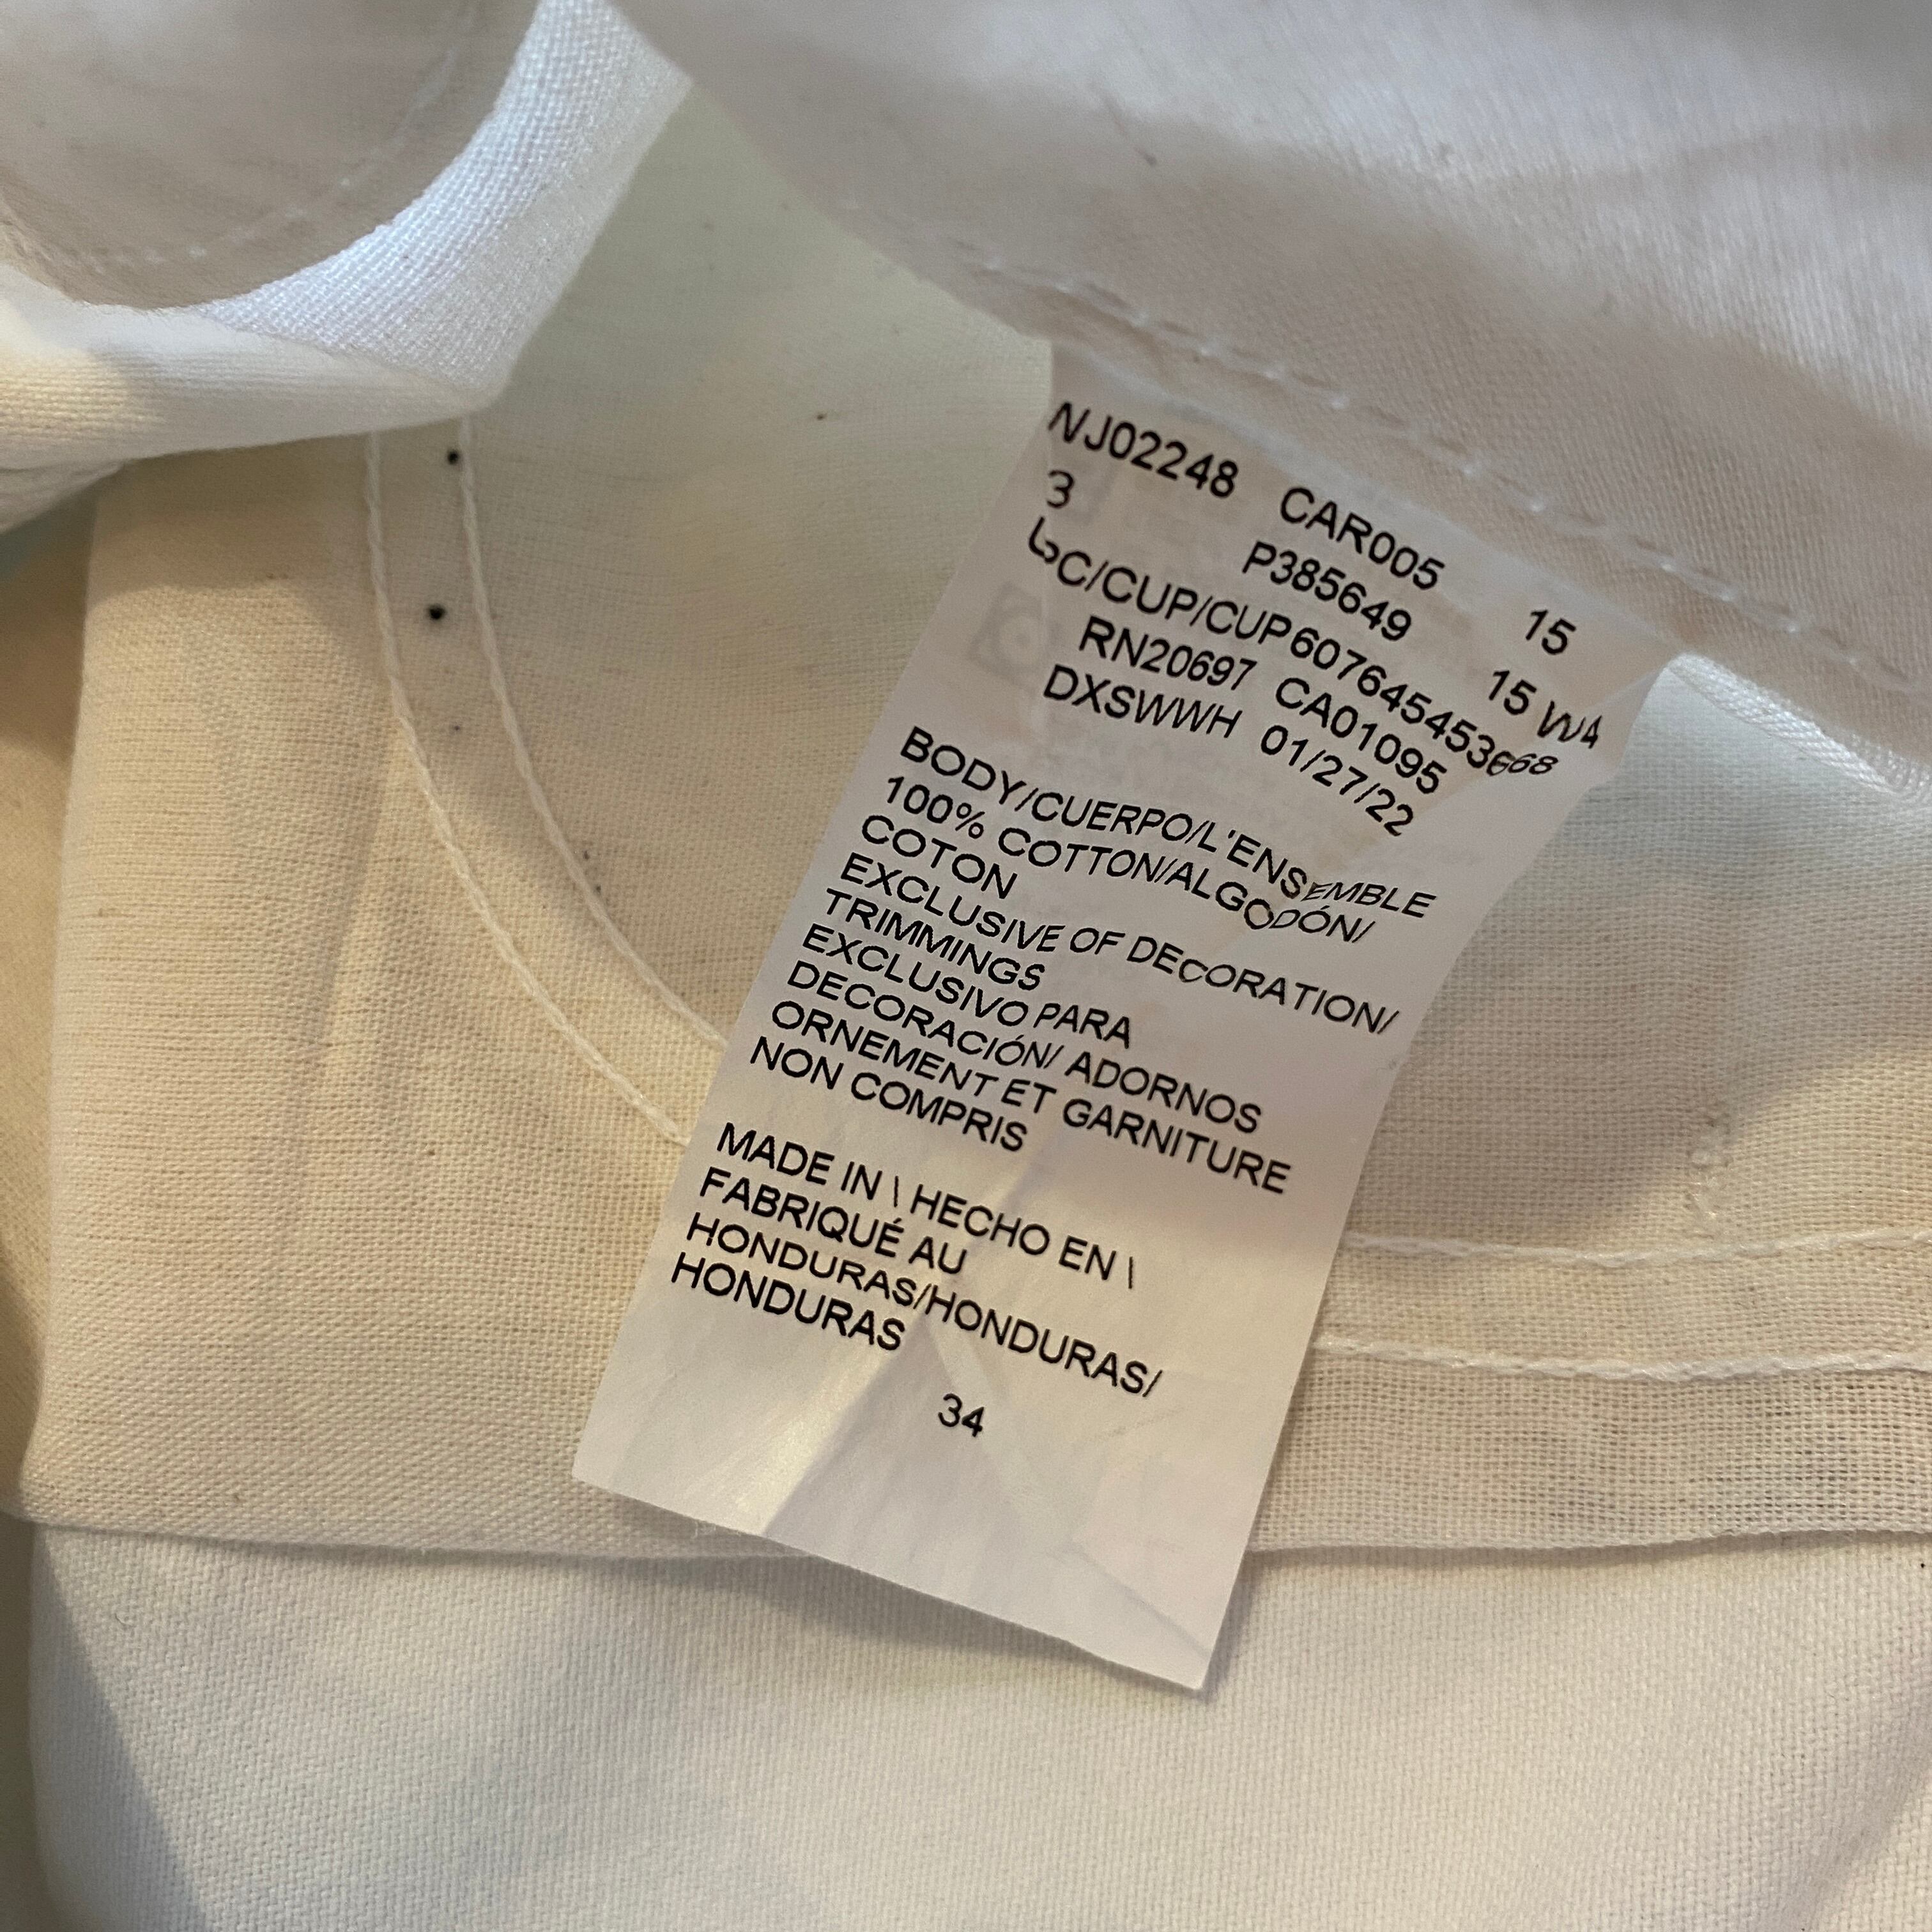 NJ02248 CAR005 15
3 P385649 15 W4
C/CUP/CUP607645453668
RN20697 CA01095
DXSWWH 01/27/22
BODY/CUERPO/L'ENSEMBLE
100% COTTON/ALGODÓN/
COTON
EXCLUSIVE OF DECORATION/
TRIMMINGS
EXCLUSIVO PARA
DECORACIÓN/ ADORNOS
ORNEMENT ET GARNITURE
NON COMPRIS
MADE IN \ HECHO EN \
FABRIQUÉ AU
HONDURAS/HONDURAS/
HONDURAS
34